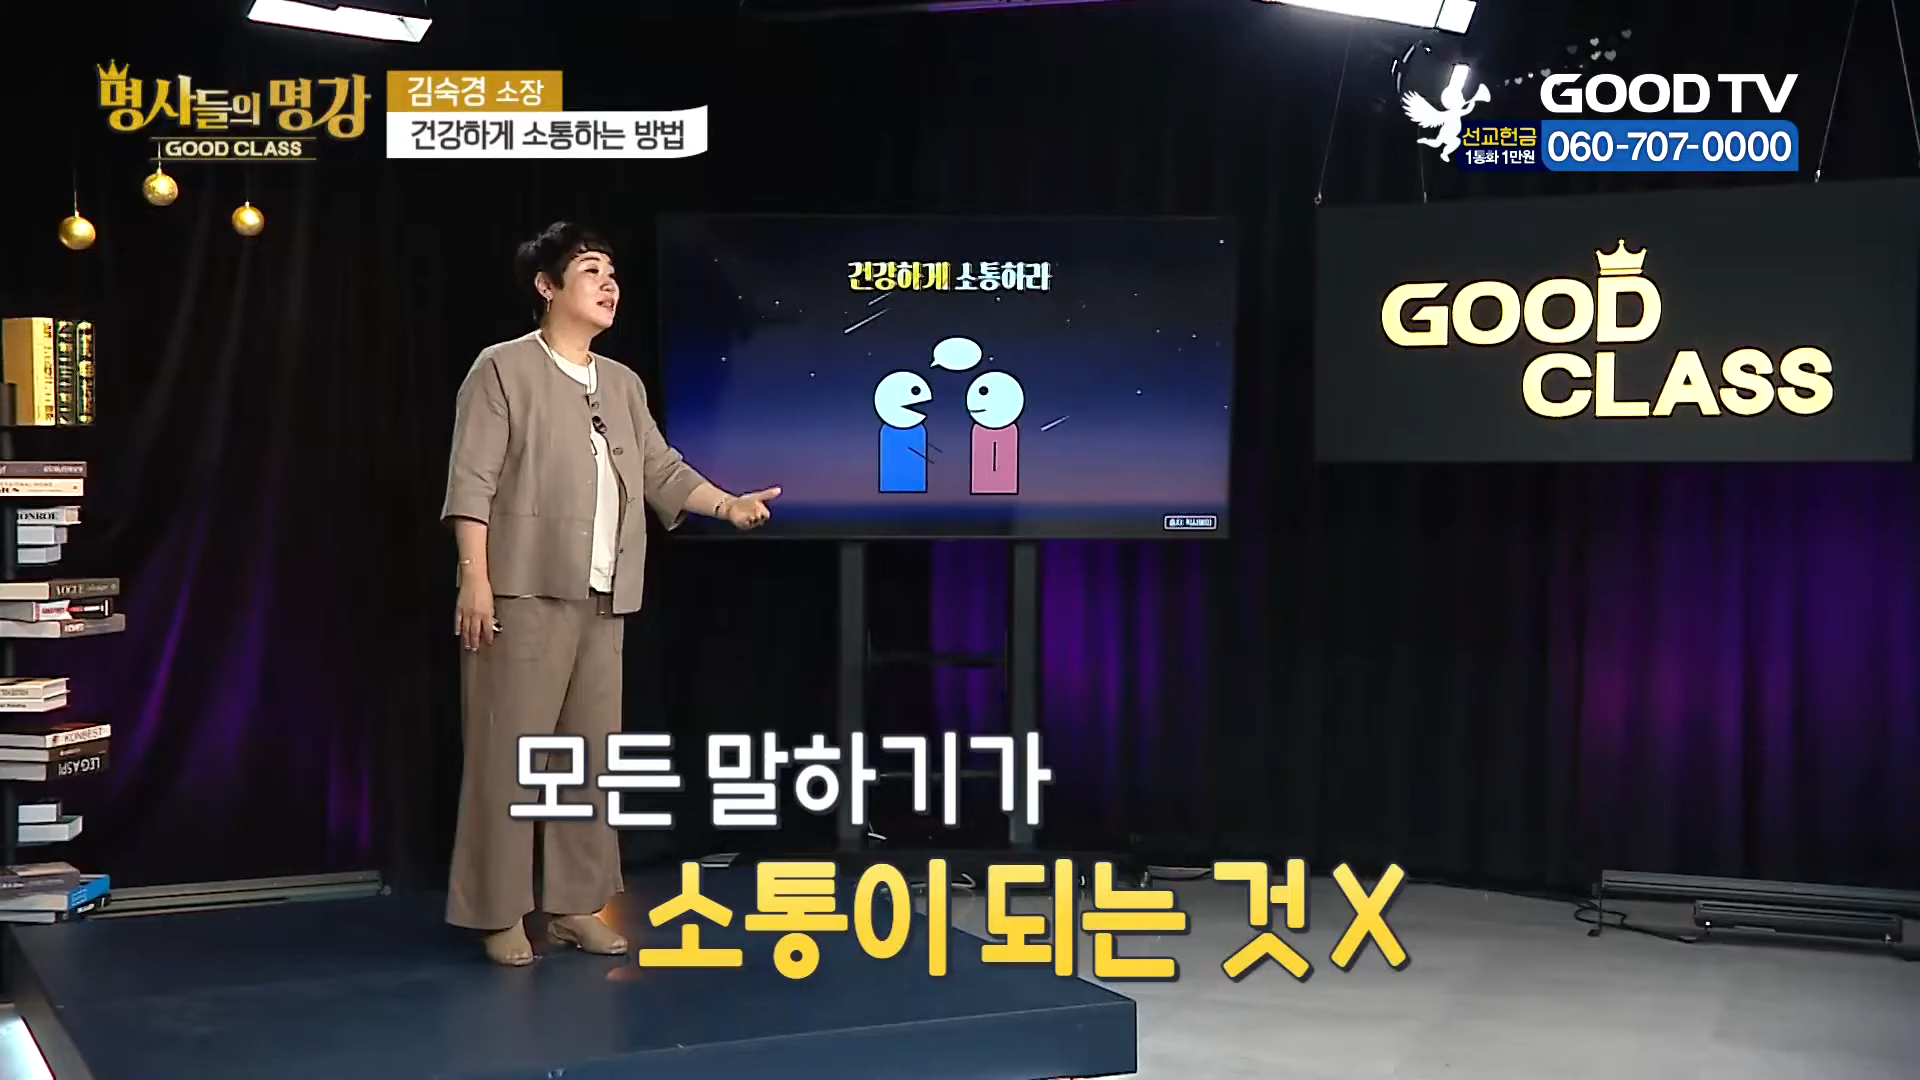 명사들의 명강
GOOD CLASS
김숙경 소장
건강하게 소통하는 방법
GOOD TV
선교헌금
1통화 1만원
060-707-0000
건강하게 소통하라
GOOD
CLASS
VOGUE
KONBEST
LEGASPI
모든 말하기가
소통이 되는 것 X